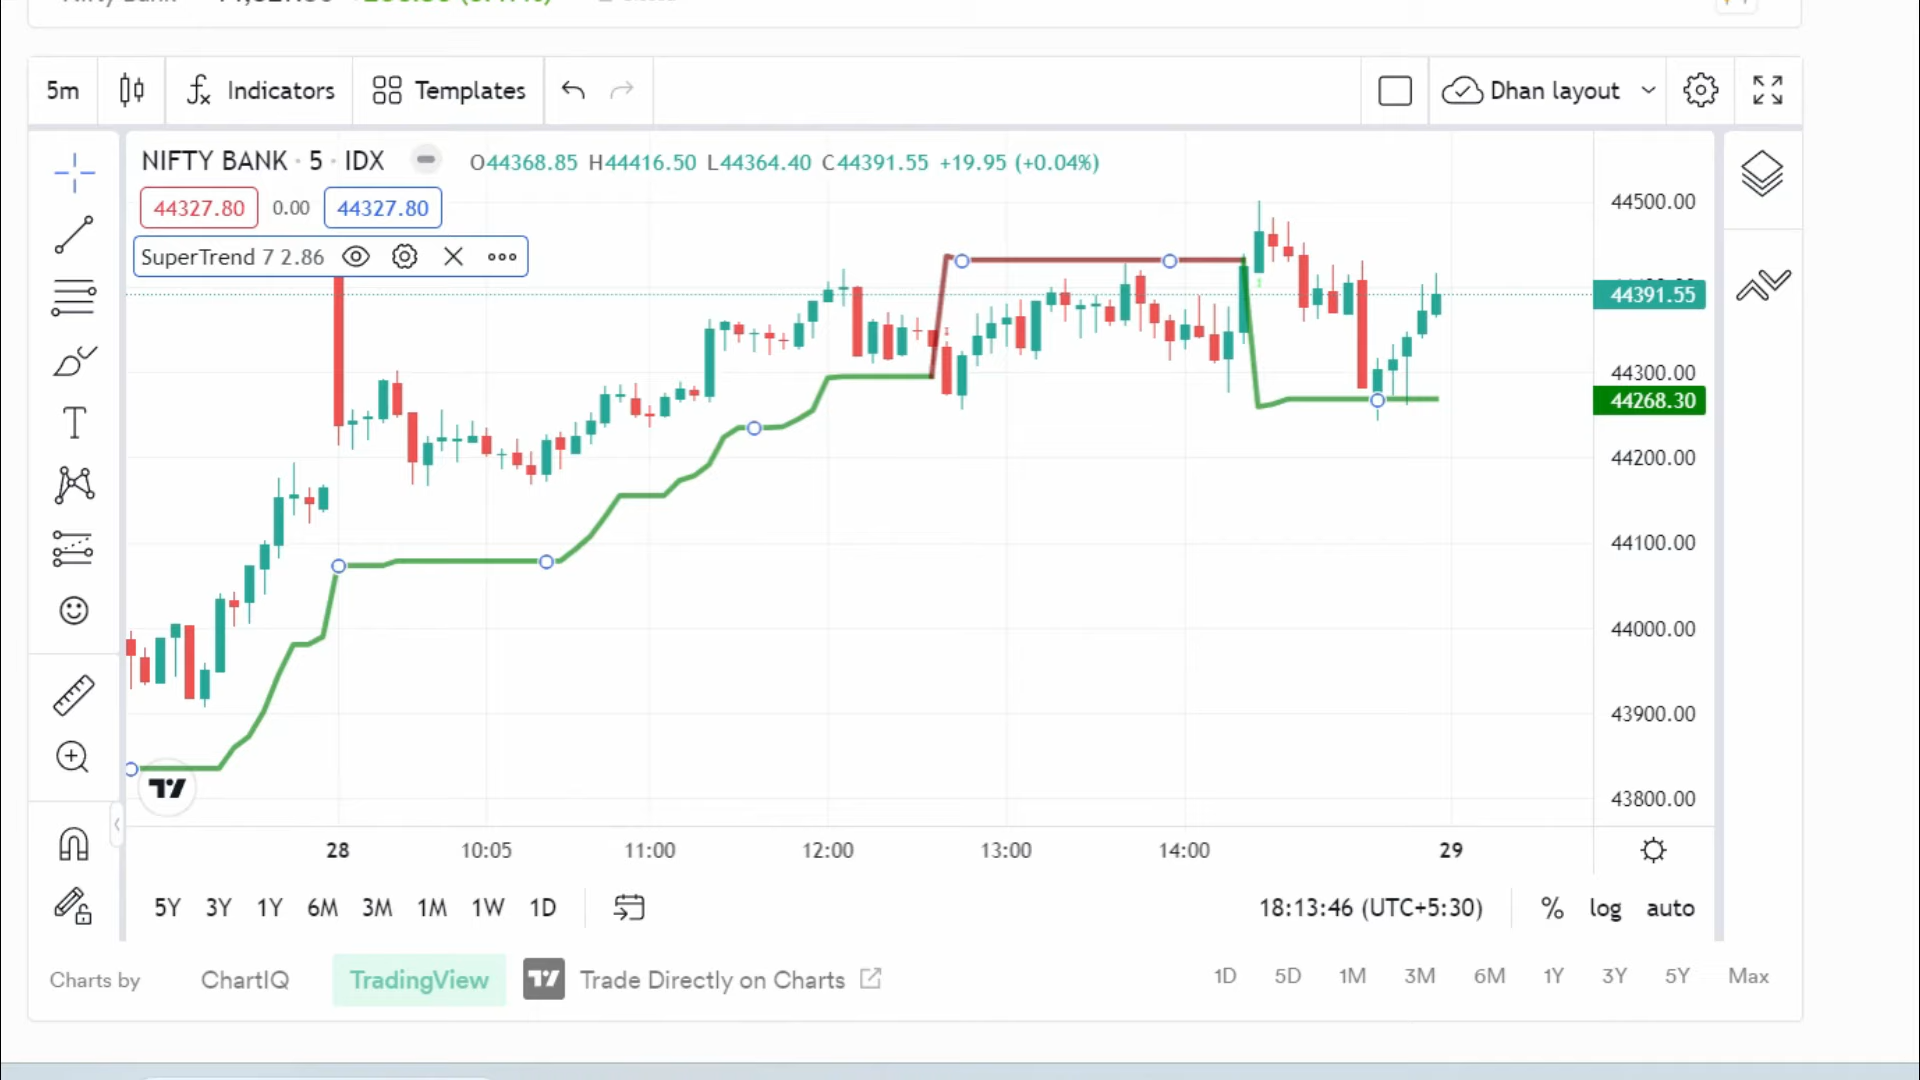 5m Indicators Templates Dhan layout
NIFTY BANK · 5 · IDX O44368.85 H44416.50 L44364.40 C44391.55 +19.95 (+0.04%)
44327.80 0.00 44327.80
SuperTrend 7 2.86
44500.00
44391.55
44300.00
44268.30
44200.00
44100.00
44000.00
43900.00
43800.00
28 10:05 11:00 12:00 13:00 14:00 29
5Y 3Y 1Y 6M 3M 1M 1W 1D 18:13:46 (UTC+5:30) % log auto
Charts by ChartIQ TradingView Trade Directly on Charts 1D 5D 1M 3M 6M 1Y 3Y 5Y Max